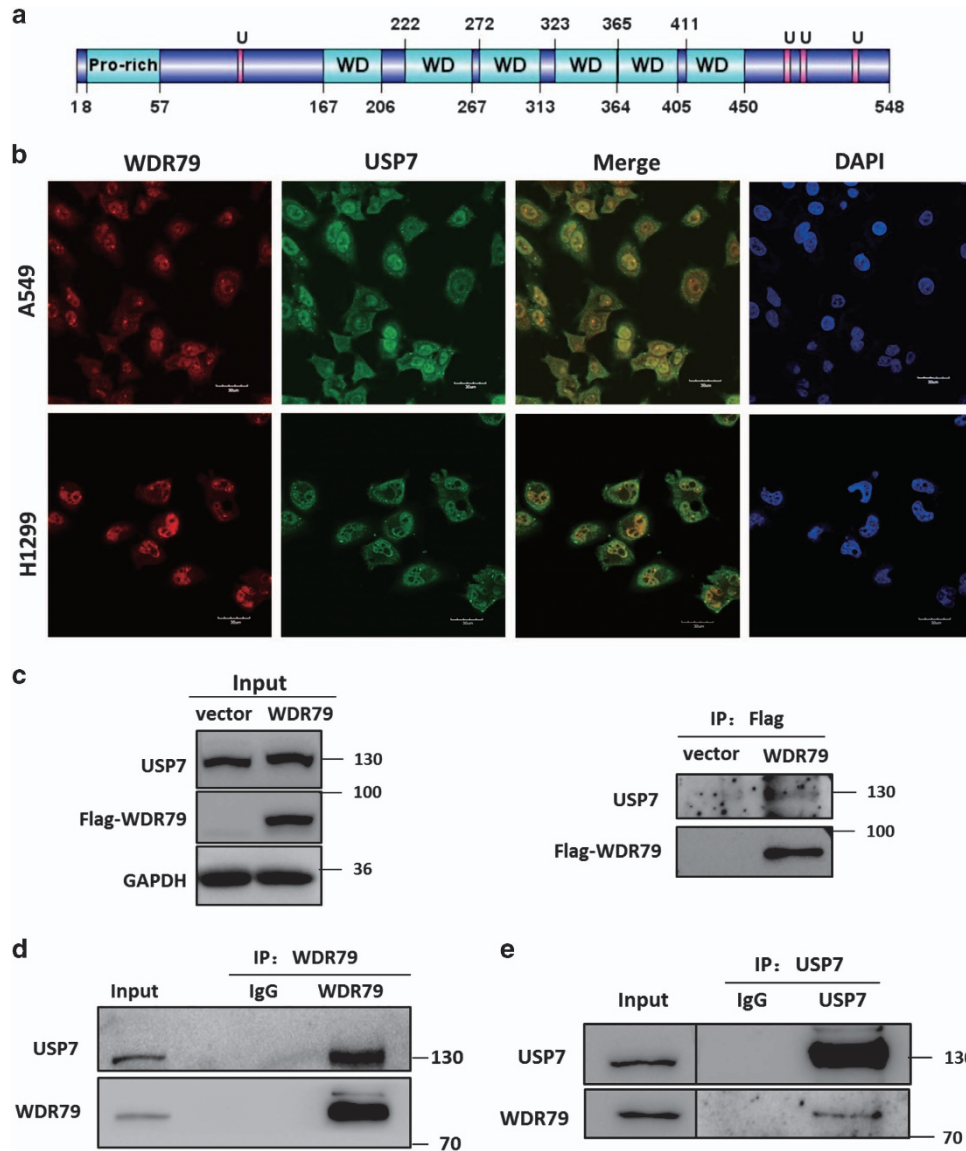 a
U 222 272 323 365 411 U U U
Pro-rich WD WD WD WD WD WD
1 8 57 167 206 267 313 364 405 450 548
b
WDR79 USP7 Merge DAPI
A549
H1299
c
Input
vector WDR79
USP7 130
100
Flag-WDR79
GAPDH 36
IP: Flag
vector WDR79
USP7 130
100
Flag-WDR79
d
IP: WDR79
Input IgG WDR79
USP7 130
WDR79
70
e
IP: USP7
Input IgG USP7
USP7 130
WDR79
70